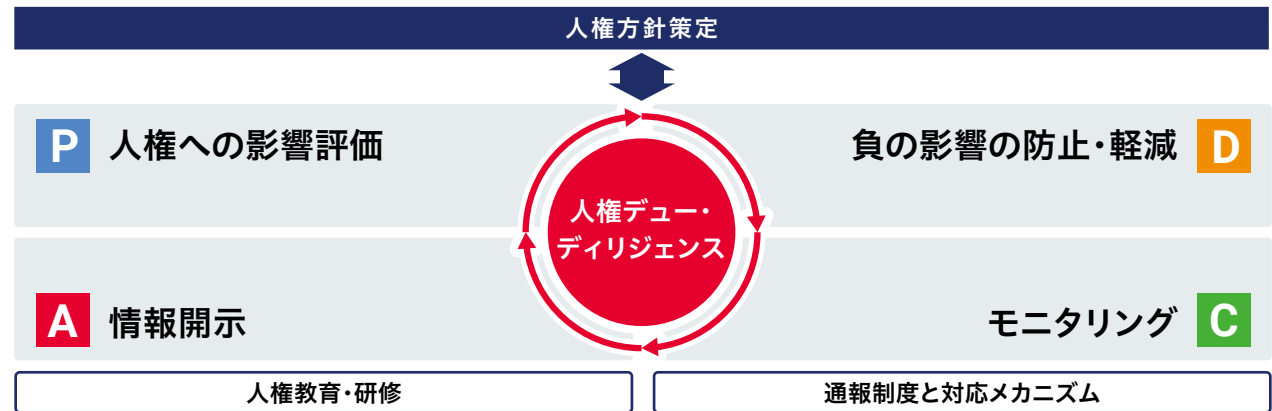 人権方針策定
P 人権への影響評価
負の影響の防止・軽減 D
人権デュー・
ディリジェンス
A 情報開示
モニタリング C
人権教育・研修
通報制度と対応メカニズム